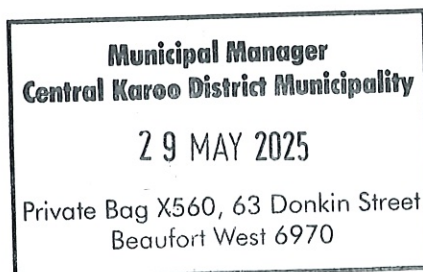 Municipal Manager
Central Karoo District Municipality
29 MAY 2025
Private Bag X560, 63 Donkin Street
Beaufort West 6970